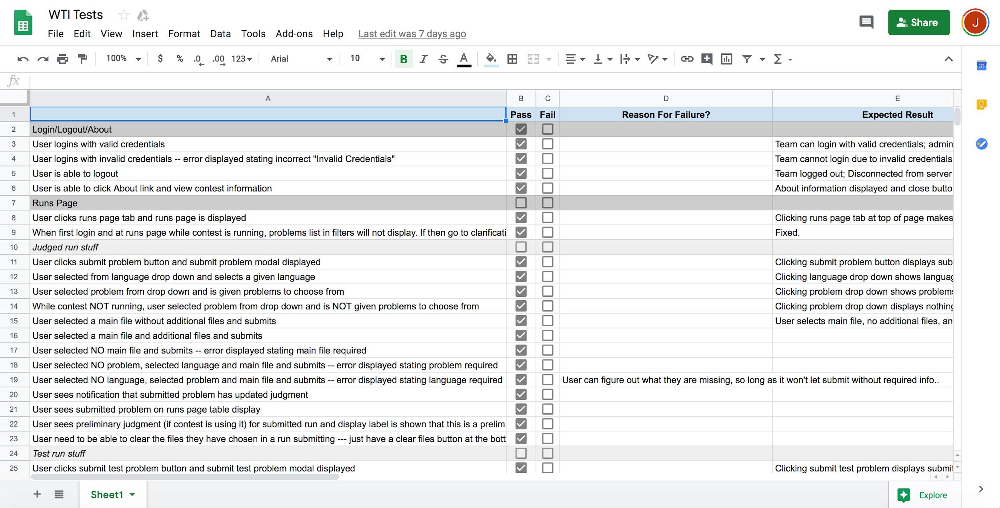 WTI Tests
File Edit View Insert Format Data Tools Add-ons Help Last edit was 7 days ago
Share
J
100% $ % .0 .00 123 Arial 10 B I S A Σ
31
fx
A B C D E
1 Pass Fail Reason For Failure? Expected Result
2 Login/Logout/About
3 User logins with valid credentials Team can login with valid credentials; admin
4 User logins with invalid credentials -- error displayed stating incorrect "Invalid Credentials" Team cannot login due to invalid credentials
5 User is able to logout Team logged out; Disconnected from server
6 User is able to click About link and view contest information About information displayed and close butto
7 Runs Page
8 User clicks runs page tab and runs page is displayed Clicking runs page tab at top of page makes
9 When first login and at runs page while contest is running, problems list in filters will not display. If then go to clarificati Fixed.
10 Judged run stuff
11 User clicks submit problem button and submit problem modal displayed Clicking submit problem button displays sub
12 User selected from language drop down and selects a given language Clicking language drop down shows languag
13 User selected problem from drop down and is given problems to choose from Clicking problem drop down shows problems
14 While contest NOT running, user selected problem from drop down and is NOT given problems to choose from Clicking problem drop down displays nothing
15 User selected a main file without additional files and submits User selects main file, no additional files, an
16 User selected a main file and additional files and submits
17 User selected NO main file and submits -- error displayed stating main file required
18 User selected NO problem, selected language and main file and submits -- error displayed stating problem required
19 User selected NO language, selected problem and main file and submits -- error displayed stating language required User can figure out what they are missing, so long as it won't let submit without required info..
20 User sees notification that submitted problem has updated judgment
21 User sees submitted problem on runs page table display
22 User sees preliminary judgment (if contest is using it) for submitted run and display label is shown that this is a prelim
23 User need to be able to clear the files they have chosen in a run submitting --- just have a clear files button at the bott
24 Test run stuff
25 User clicks submit test problem button and submit test problem modal displayed Clicking submit test problem displays submit
Sheet1
Explore